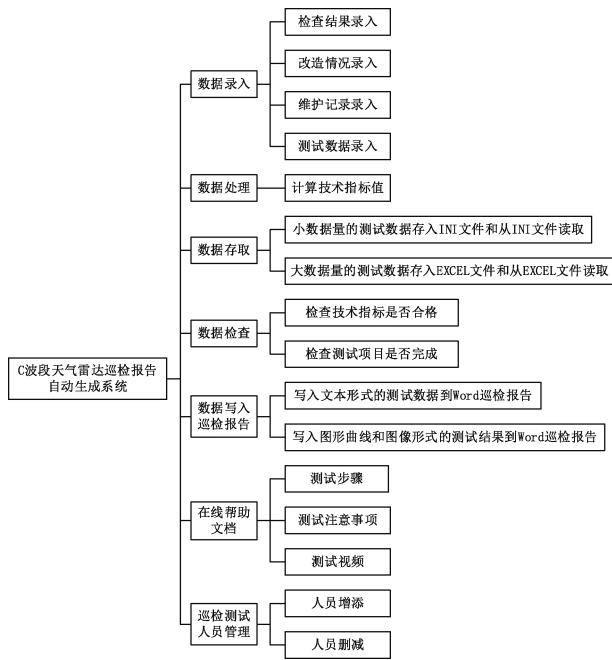 C波段天气雷达巡检报告
自动生成系统
数据录入
检查结果录入
改造情况录入
维护记录录入
测试数据录入
数据处理
计算技术指标值
数据存取
小数据量的测试数据存入INI文件和从INI文件读取
大数据量的测试数据存入EXCEL文件和从EXCEL文件读取
数据检查
检查技术指标是否合格
检查测试项目是否完成
数据写入
巡检报告
写入文本形式的测试数据到Word巡检报告
写入图形曲线和图像形式的测试结果到Word巡检报告
在线帮助
文档
测试步骤
测试注意事项
测试视频
巡检测试
人员管理
人员增添
人员删减